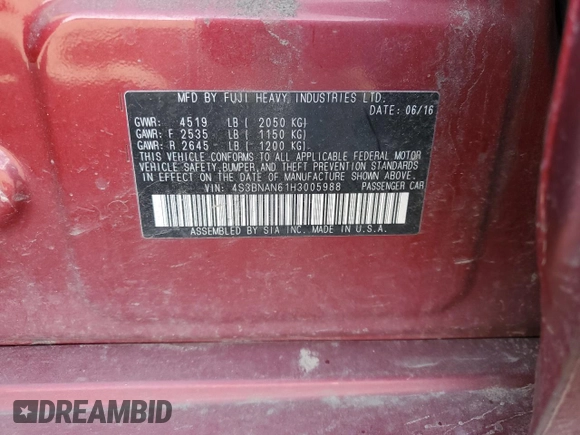 MFD BY FUJI HEAVY INDUSTRIES LTD.
DATE: 06/16
GVWR: 4519 LB ( 2050 KG)
GAWR: F 2535 LB ( 1150 KG)
GAWR: R 2645 LB ( 1200 KG)
THIS VEHICLE CONFORMS TO ALL APPLICABLE FEDERAL MOTOR
VEHICLE SAFETY,BUMPER,AND THEFT PREVENTION STANDARDS
IN EFFECT ON THE DATE OF MANUFACTURE SHOWN ABOVE.
VIN: 4S3BNAN61H3005988 PASSENGER CAR
ASSEMBLED BY SIA INC. MADE IN U.S.A.
DREAMBID